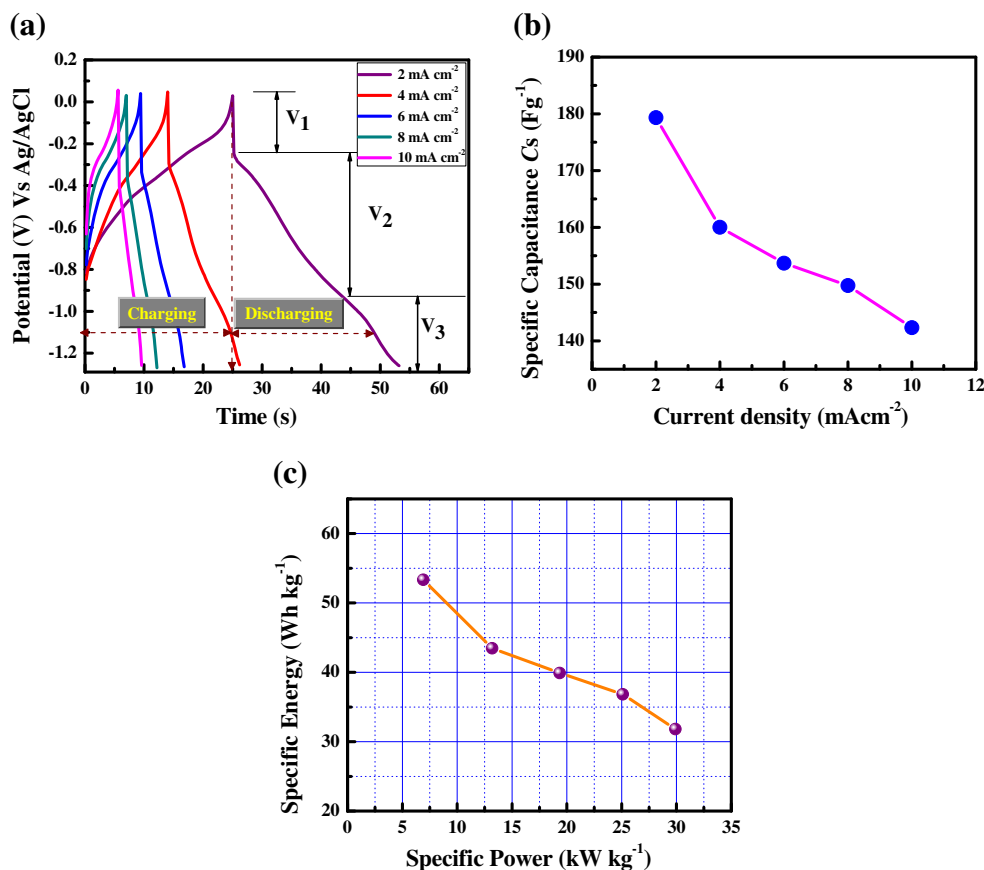 (a)
Potential (V) Vs Ag/AgCl
0.2
0.0
-0.2
-0.4
-0.6
-0.8
-1.0
-1.2
2 mA cm-2
4 mA cm-2
6 mA cm-2
8 mA cm-2
10 mA cm-2
V1
V2
V3
Charging
Discharging
0 10 20 30 40 50 60
Time (s)
(b)
Specific Capacitance Cs (Fg-1)
190
180
170
160
150
140
0 2 4 6 8 10 12
Current density (mAcm-2)
(c)
Specific Energy (Wh kg-1)
60
50
40
30
20
0 5 10 15 20 25 30 35
Specific Power (kW kg-1)